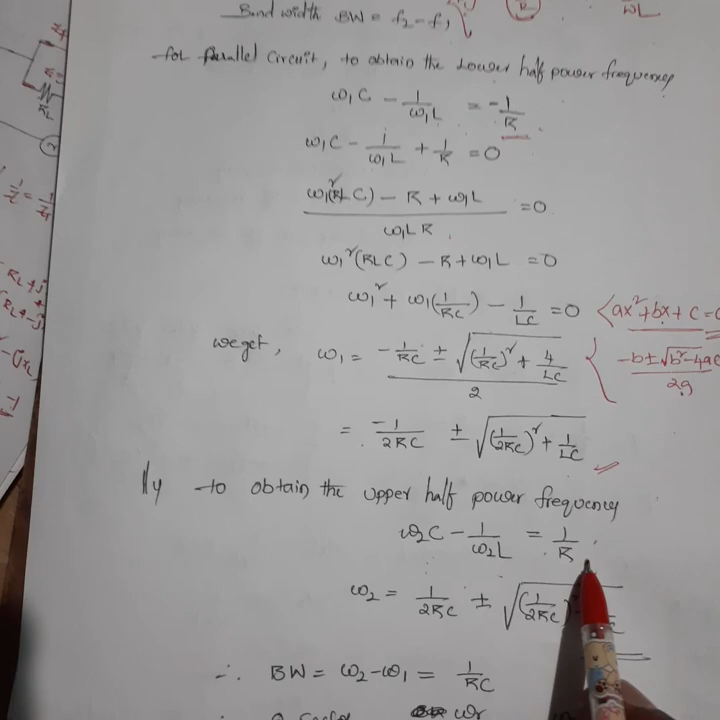 Band width BW = f₂ - f₁
for parallel circuit, to obtain the Lower half power frequency
ω₁C - 1/ω₁L = -1/R
ω₁C - 1/ω₁L + 1/R = 0
(ω₁²(RLC) - R + ω₁L)/(ω₁LR) = 0
ω₁²(RLC) - R + ω₁L = 0
ω₁² + ω₁(1/RC) - 1/LC = 0 <ax² + bx + c = 0
we get, ω₁ = (-1/RC ± √((1/RC)² + 4/LC))/2 { (-b ± √(b² - 4ac))/2a
= -1/2RC ± √((1/2RC)² + 1/LC)
lly to obtain the upper half power frequency
ω₂C - 1/ω₂L = 1/R
ω₂ = 1/2RC ± √((1/2RC)
∴ BW = ω₂ - ω₁ = 1/RC
ωr